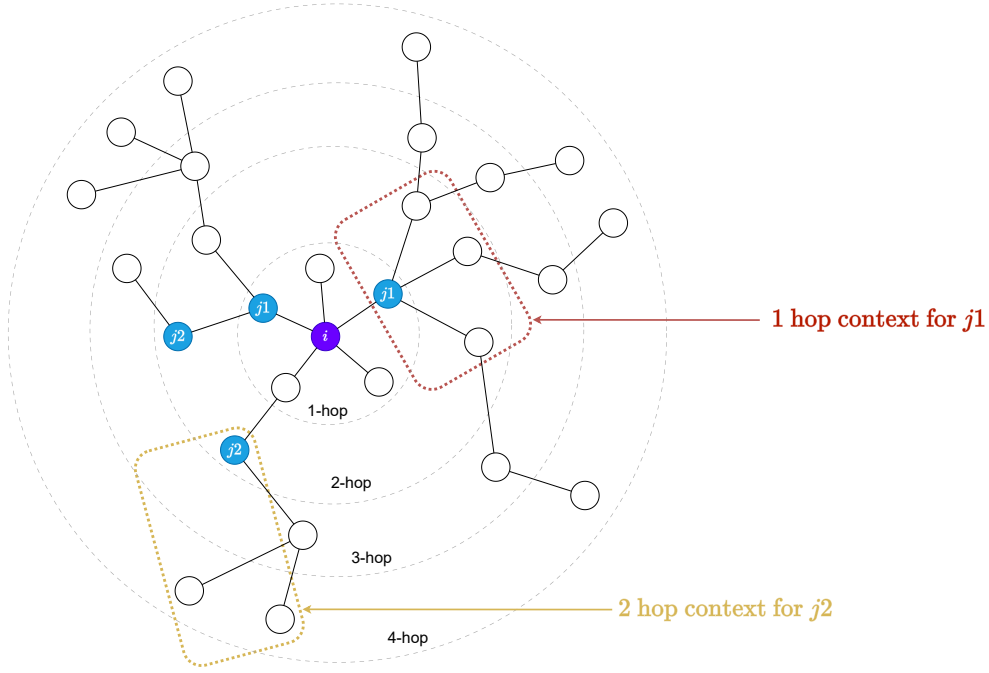 j1
j1
i
j2
1 hop context for j1
1-hop
j2
2-hop
3-hop
2 hop context for j2
4-hop